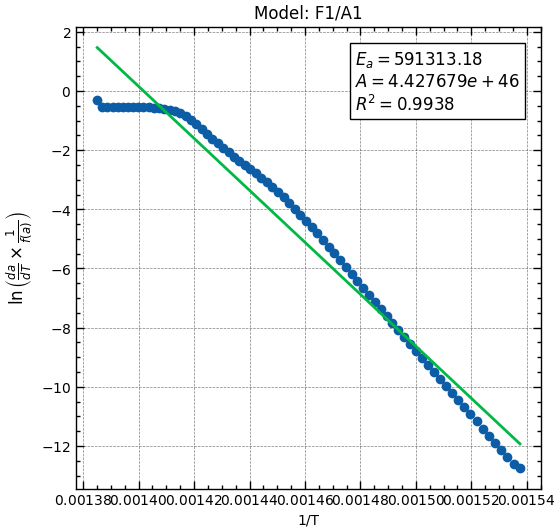 Model: F1/A1
E_a = 591313.18
A = 4.427679e + 46
R^2 = 0.9938
2
0
−2
−4
−6
−8
−10
−12
ln (da/dT × 1/f(a))
0.00138 0.00140 0.00142 0.00144 0.00146 0.00148 0.00150 0.00152 0.00154
1/T